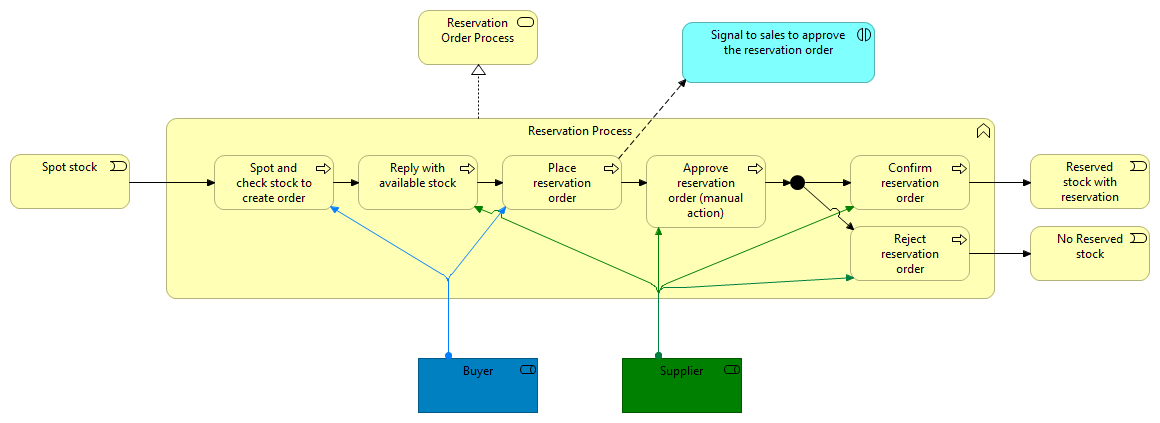 Reservation
Order Process
Signal to sales to approve
the reservation order
Reservation Process
Spot stock
Spot and
check stock to
create order
Reply with
available stock
Place
reservation
order
Approve
reservation
order (manual
action)
Confirm
reservation
order
Reserved
stock with
reservation
Reject
reservation
order
No Reserved
stock
Buyer
Supplier